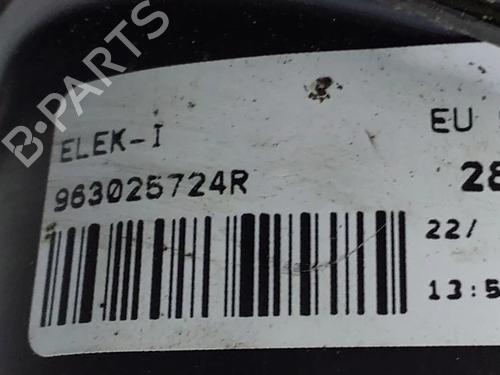 B-PARTS
ELEK-I
963025724R
EU
28
22/
13:5